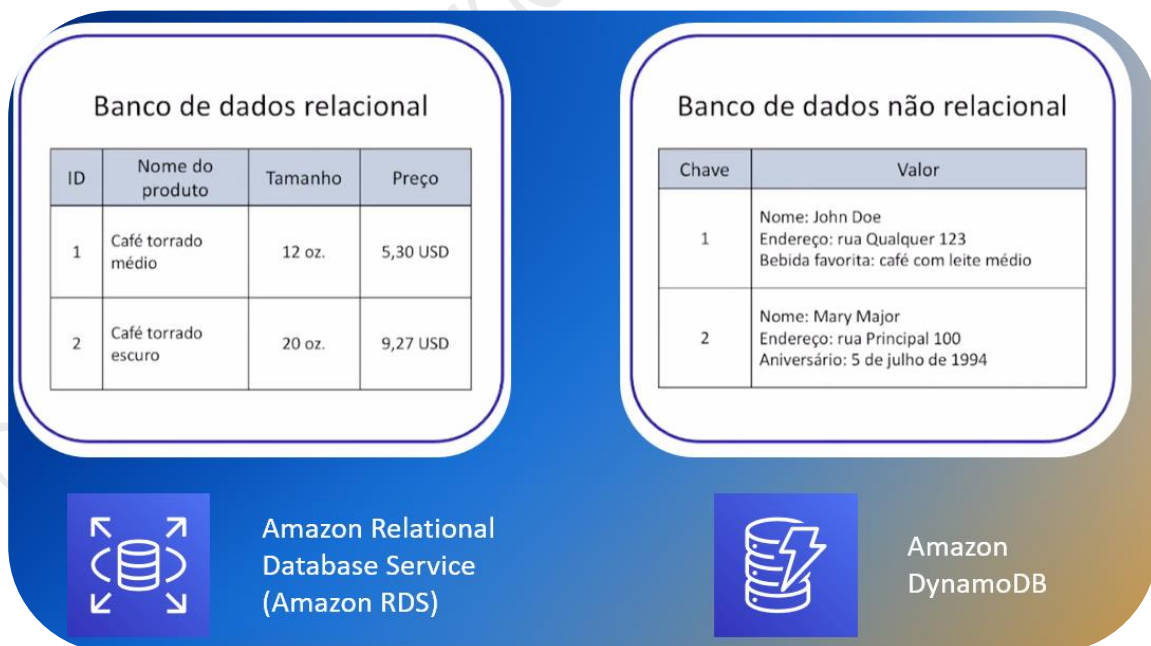 Banco de dados relacional
ID
Nome do
produto
Tamanho
Preço
1
Café torrado
médio
12 oz.
5,30 USD
2
Café torrado
escuro
20 oz.
9,27 USD
Amazon Relational
Database Service
(Amazon RDS)
Banco de dados não relacional
Chave
Valor
1
Nome: John Doe
Endereço: rua Qualquer 123
Bebida favorita: café com leite médio
2
Nome: Mary Major
Endereço: rua Principal 100
Aniversário: 5 de julho de 1994
Amazon
DynamoDB